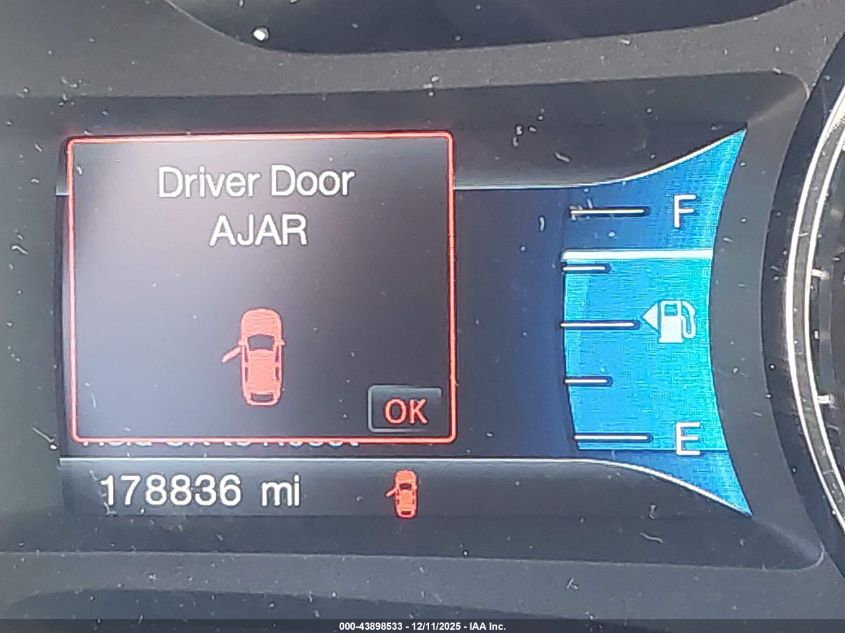 Driver Door
AJAR
F
E
OK
178836 mi
000-43898533 - 12/11/2025 - IAA Inc.